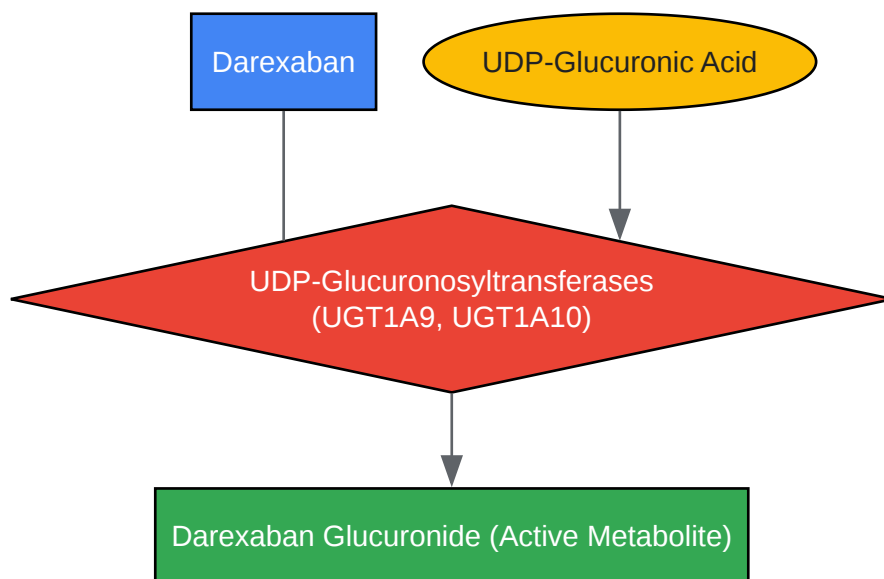 Darexaban
UDP-Glucuronic Acid
UDP-Glucuronosyltransferases
(UGT1A9, UGT1A10)
Darexaban Glucuronide (Active Metabolite)